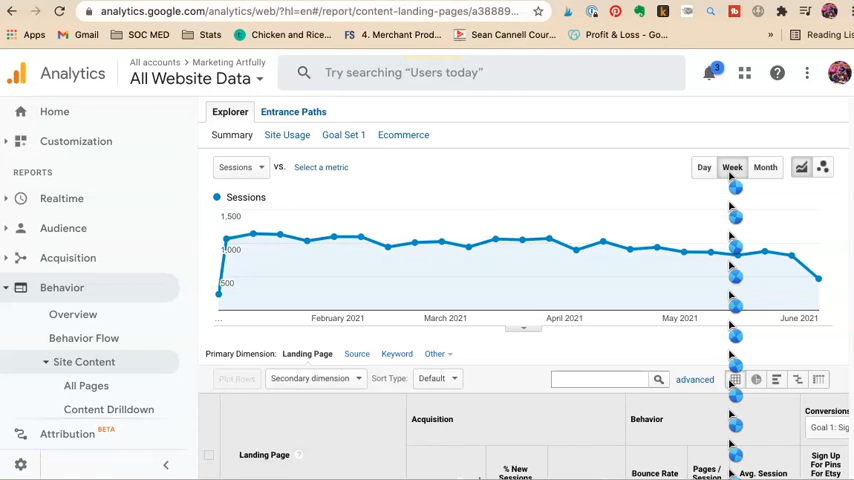 analytics.google.com/analytics/web/?hl=en#/report/content-landing-pages/a38889...
Apps Gmail SOC MED Stats Chicken and Rice... 4. Merchant Prod... Sean Cannell Cour... Profit & Loss - Go... » Reading List
Analytics
All accounts > Marketing Artfully
All Website Data
Try searching “Users today”
3
Home
Customization
REPORTS
Realtime
Audience
Acquisition
Behavior
Overview
Behavior Flow
Site Content
All Pages
Content Drilldown
Attribution BETA
Explorer Entrance Paths
Summary Site Usage Goal Set 1 Ecommerce
Sessions vs. Select a metric
Day Week Month
Sessions
1,500
1,000
500
... February 2021 March 2021 April 2021 May 2021 June 2021
Primary Dimension: Landing Page Source Keyword Other
Plot Rows Secondary dimension Sort Type: Default advanced
Landing Page ?
Acquisition
% New
Sessions
Behavior
Bounce Rate
Pages /
Session
Avg. Session
Conversions
Goal 1: Sig
Sign Up
For Pins
For Etsy